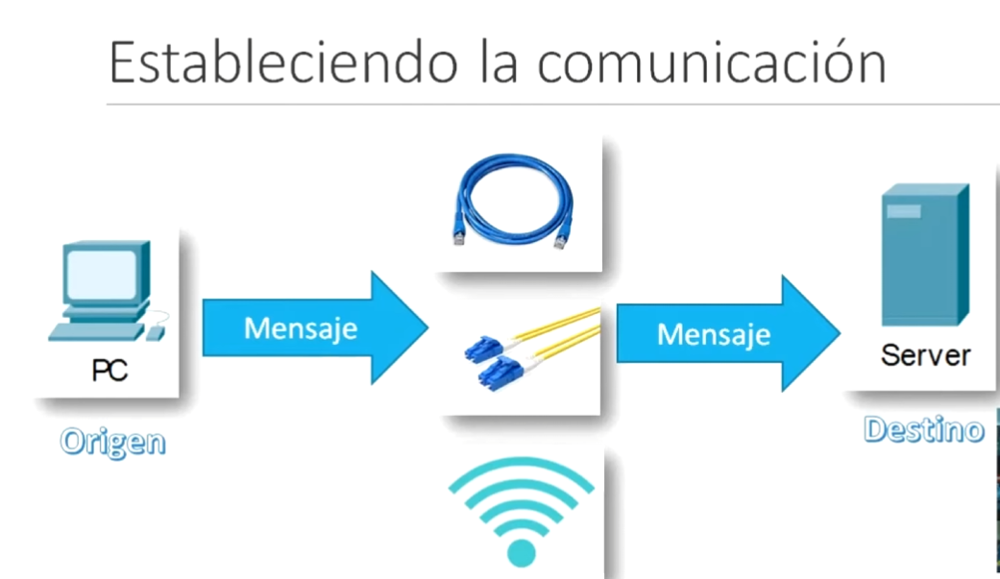 Estableciendo la comunicación
Mensaje
Mensaje
PC
Server
Origen
Destino